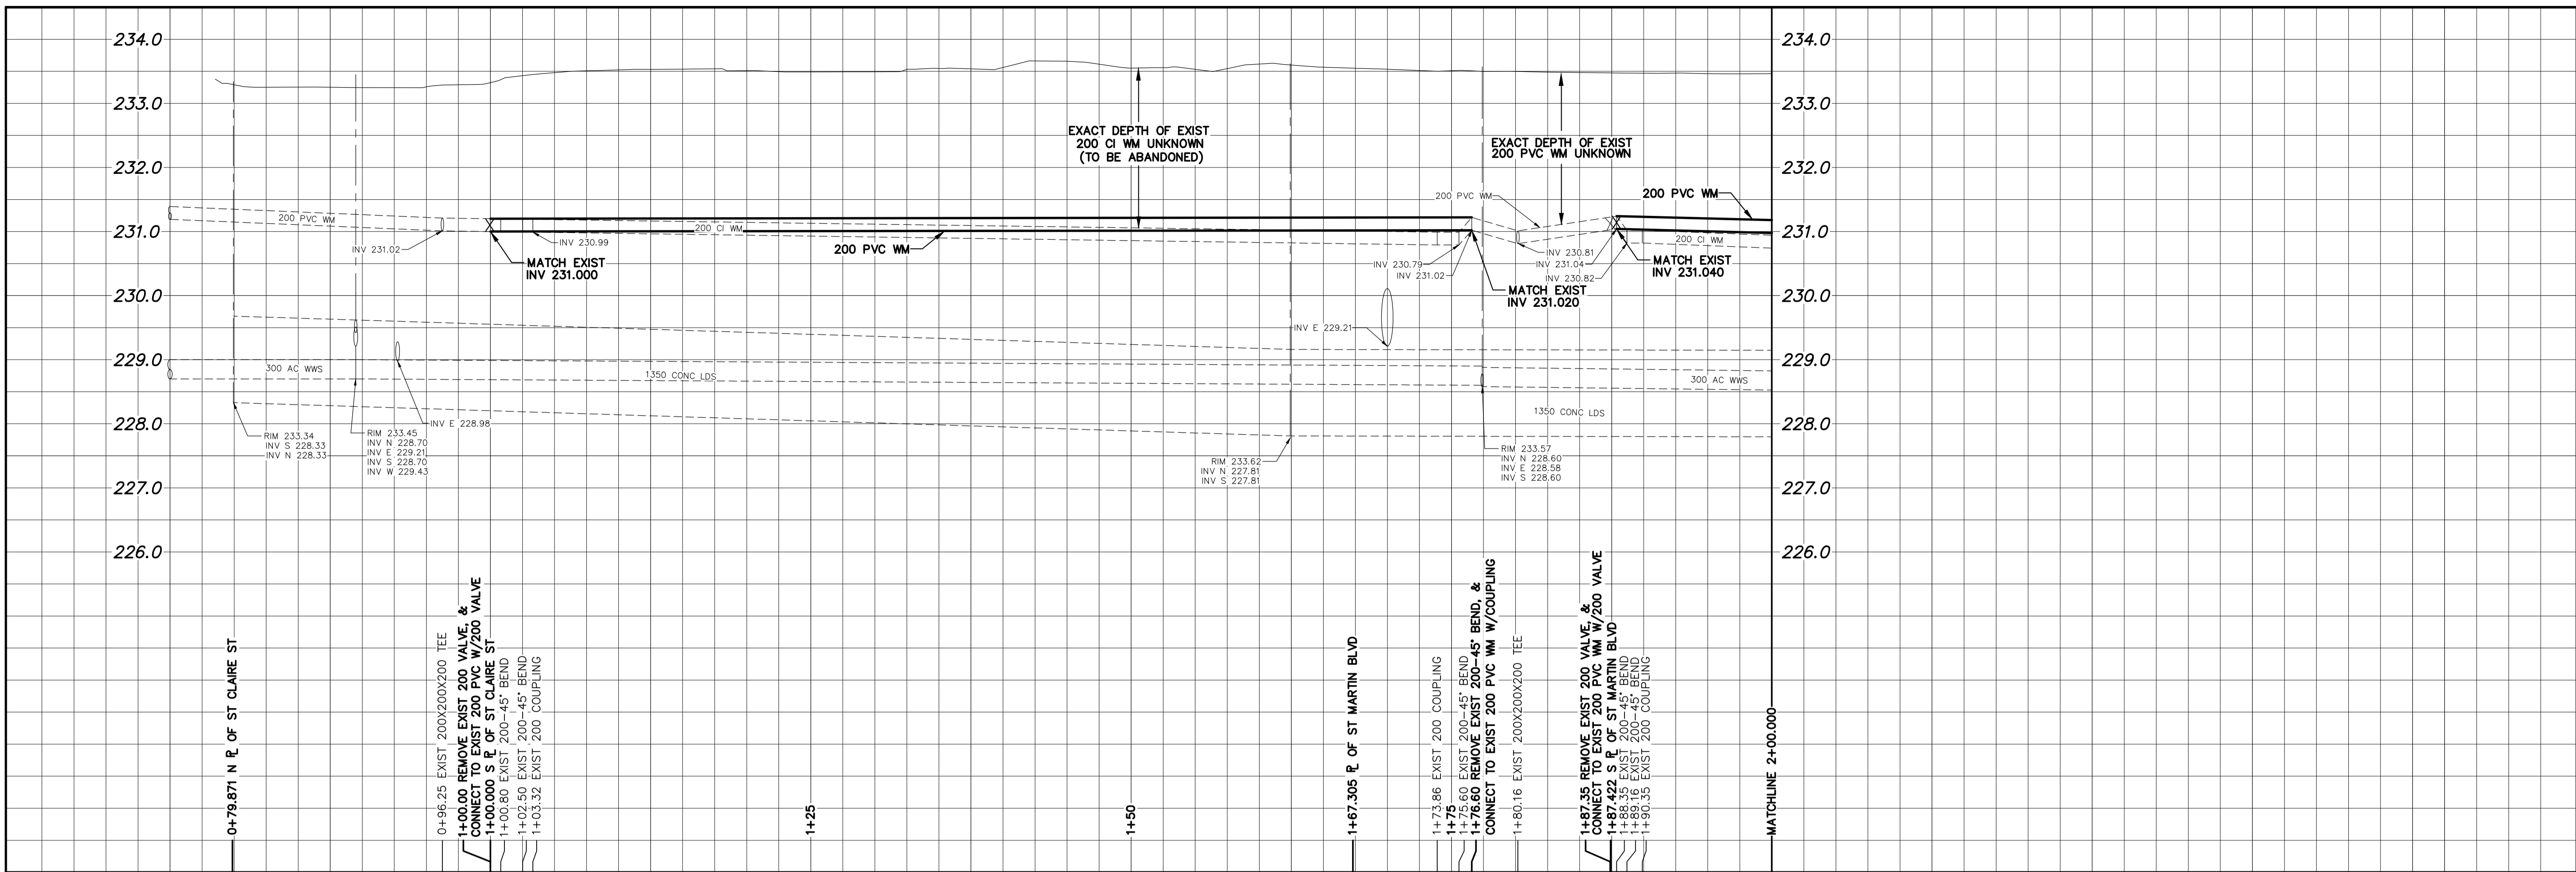 234.0
233.0
232.0
231.0
230.0
229.0
228.0
227.0
226.0
234.0
233.0
232.0
231.0
230.0
229.0
228.0
227.0
226.0
EXACT DEPTH OF EXIST
200 CI WM UNKNOWN
(TO BE ABANDONED)
EXACT DEPTH OF EXIST
200 PVC WM UNKNOWN
200 PVC WM
200 PVC WM
200 PVC WM
INV 231.02
INV 230.99
200 CI WM
200 PVC WM
MATCH EXIST
INV 231.000
INV 230.79
INV 231.02
INV 230.81
INV 231.04
INV 230.82
MATCH EXIST
INV 231.020
200 CI WM
MATCH EXIST
INV 231.040
INV E 229.21
300 AC WWS
1350 CONC LDS
300 AC WWS
1350 CONC LDS
INV E 228.98
RIM 233.34
INV S 228.33
INV N 228.33
RIM 233.45
INV N 228.70
INV E 229.21
INV S 228.70
INV W 229.43
RIM 233.62
INV N 227.81
INV S 227.81
RIM 233.57
INV N 228.60
INV E 228.58
INV S 228.60
0+79.871 N PL OF ST CLAIRE ST
0+96.25 EXIST 200X200X200 TEE
1+00.00 REMOVE EXIST 200 VALVE, &
CONNECT TO EXIST 200 PVC W/200 VALVE
1+00.000 S PL OF ST CLAIRE ST
1+00.80 EXIST 200-45° BEND
1+02.50 EXIST 200-45° BEND
1+03.32 EXIST 200 COUPLING
1+25
1+50
1+67.305 PL OF ST MARTIN BLVD
1+73.86 EXIST 200 COUPLING
1+75
1+75.60 EXIST 200-45° BEND
1+76.60 REMOVE EXIST 200-45° BEND, &
CONNECT TO EXIST 200 PVC WM W/COUPLING
1+80.16 EXIST 200X200X200 TEE
1+87.35 REMOVE EXIST 200 VALVE, &
CONNECT TO EXIST 200 PVC WM W/200 VALVE
1+87.422 S PL OF ST MARTIN BLVD
1+88.35 EXIST 200-45° BEND
1+89.16 EXIST 200-45° BEND
1+90.35 EXIST 200 COUPLING
MATCHLINE 2+00.000